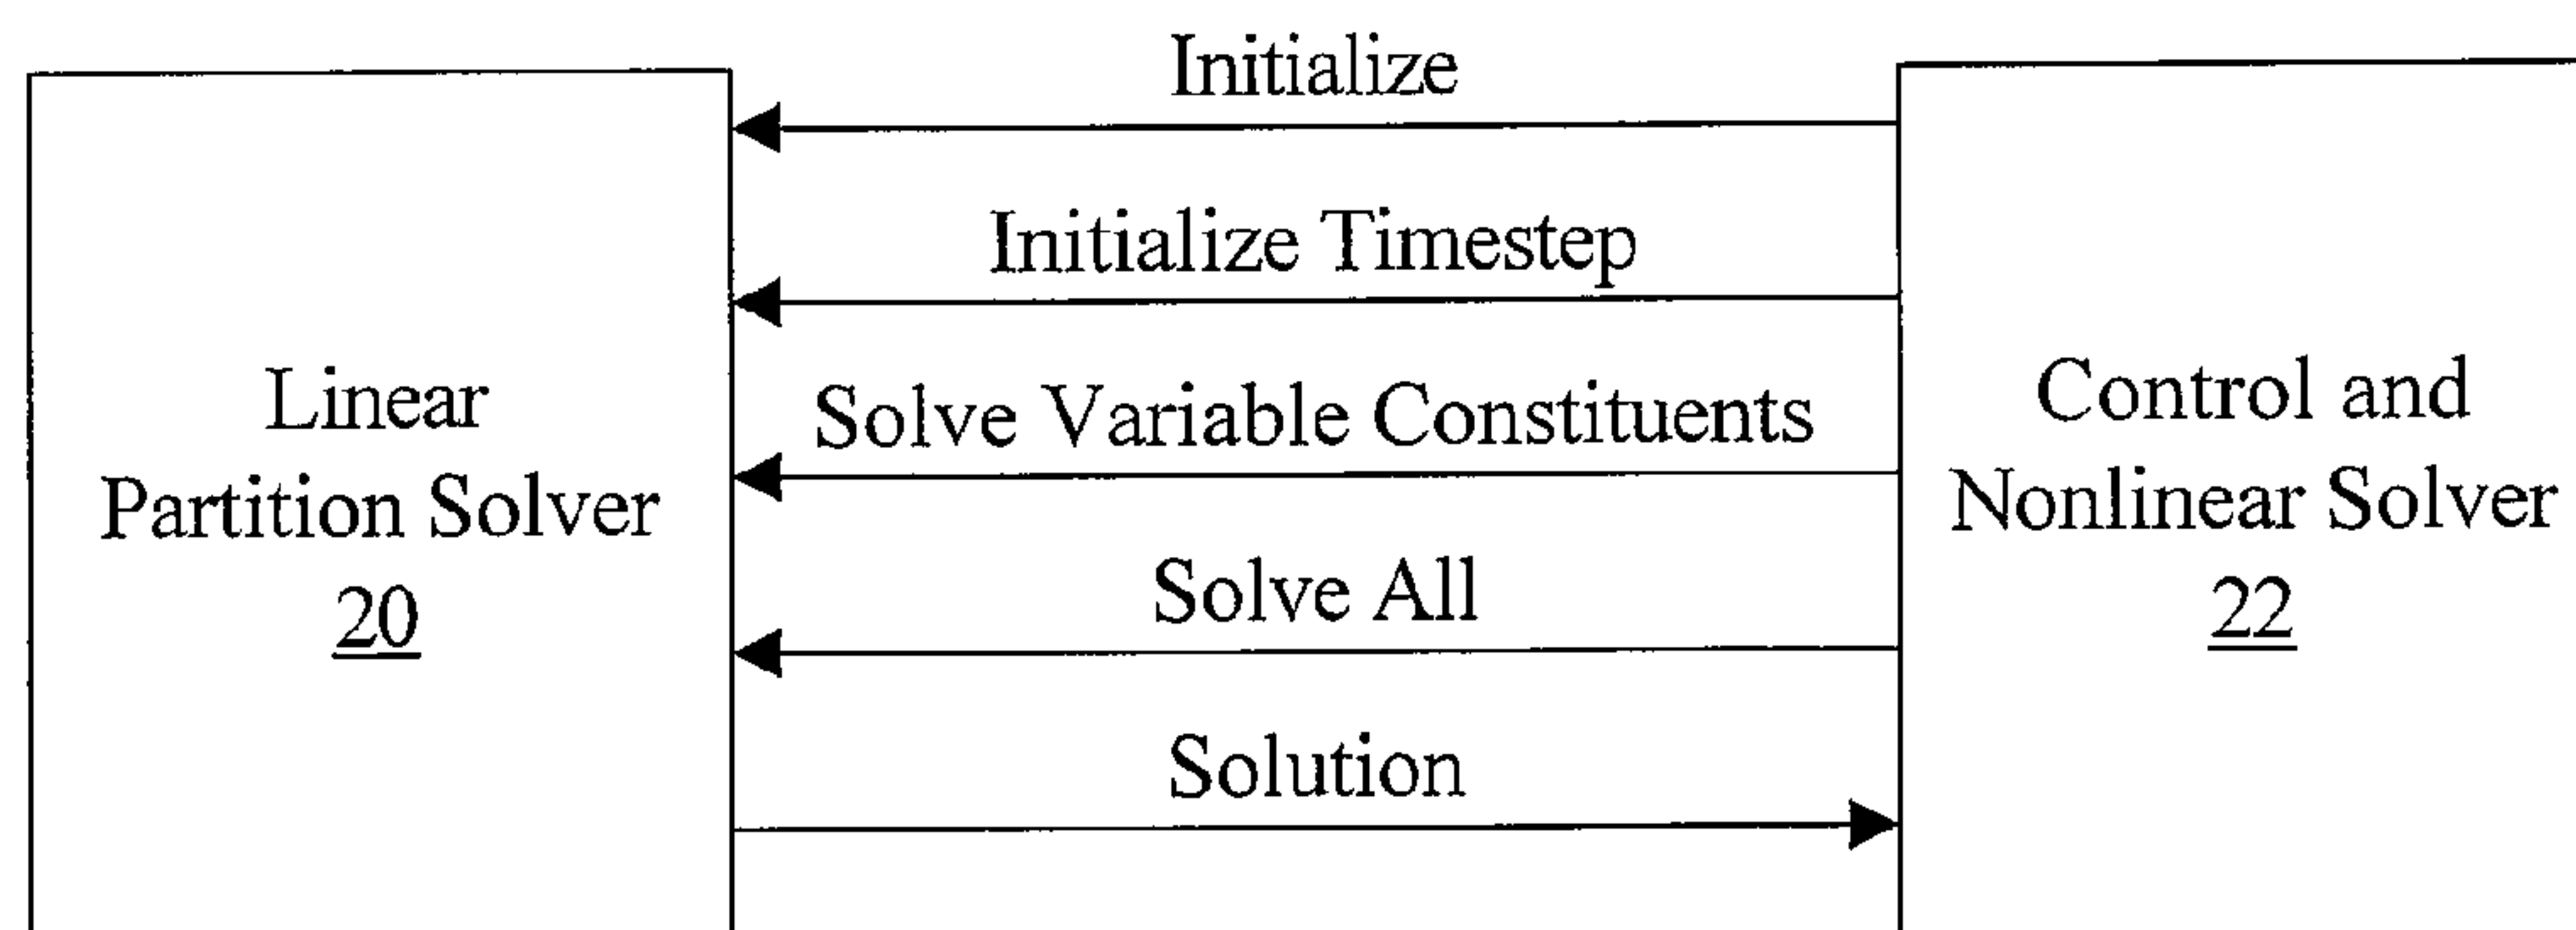 Initialize
Initialize Timestep
Solve Variable Constituents
Solve All
Solution
Linear
Partition Solver
20
Control and
Nonlinear Solver
22